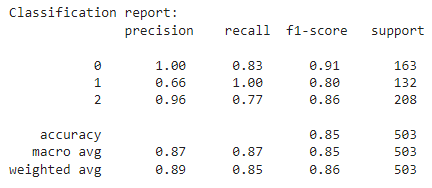 Classification report:
precision recall f1-score support
0 1.00 0.83 0.91 163
1 0.66 1.00 0.80 132
2 0.96 0.77 0.86 208
accuracy 0.85 503
macro avg 0.87 0.87 0.85 503
weighted avg 0.89 0.85 0.86 503